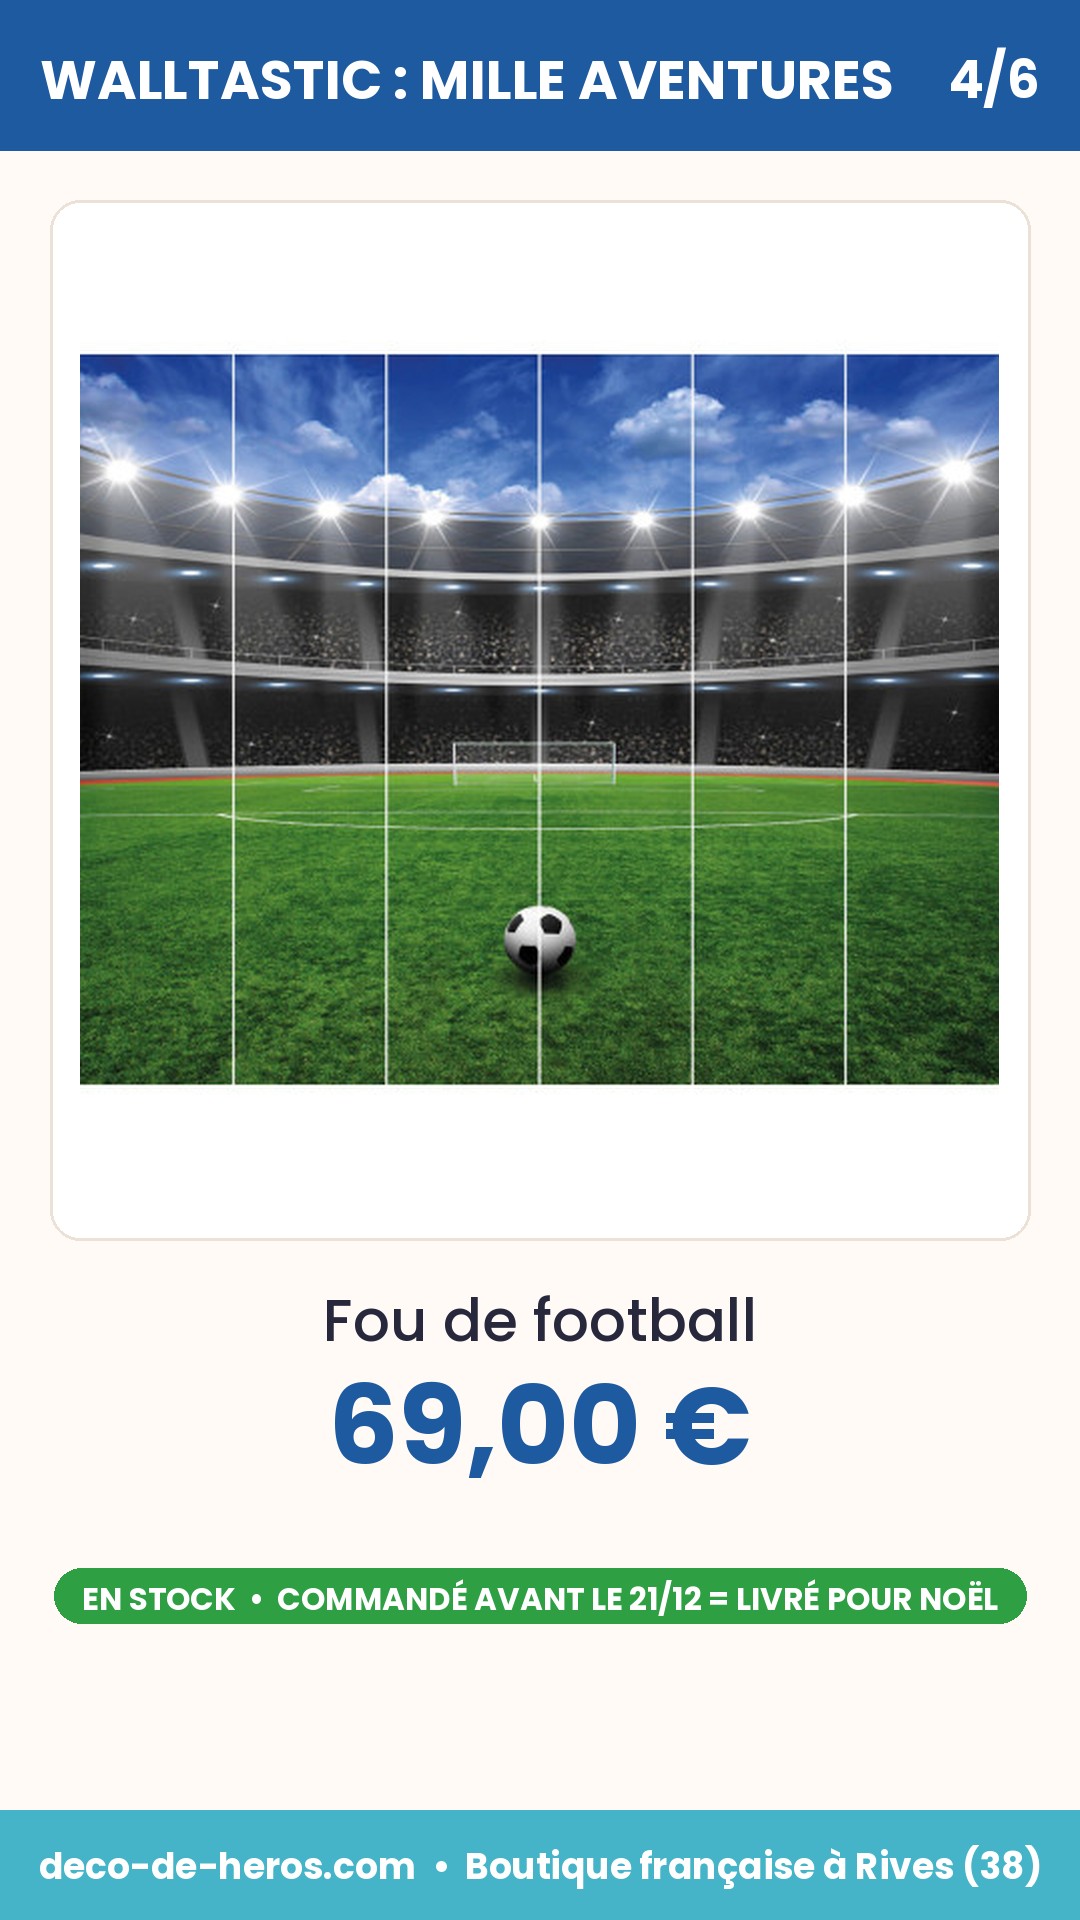 WALLTASTIC : MILLE AVENTURES 4/6
Fou de football
69,00 €
EN STOCK • COMMANDÉ AVANT LE 21/12 = LIVRÉ POUR NOËL
deco-de-heros.com • Boutique française à Rives (38)